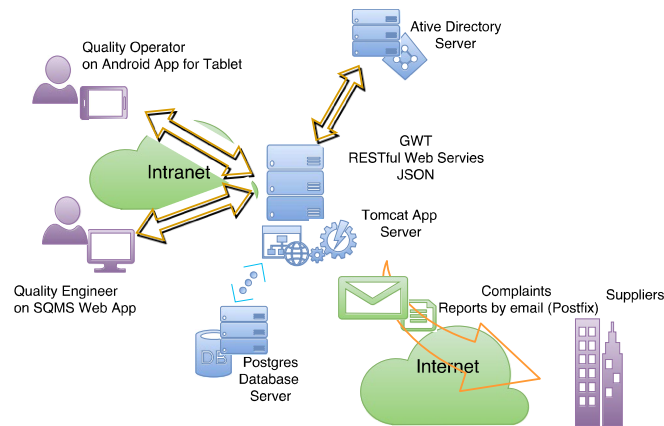 Quality Operator
on Android App for Tablet
Ative Directory
Server
GWT
RESTful Web Servies
JSON
Intranet
Tomcat App
Server
Quality Engineer
on SQMS Web App
Complaints
Reports by email (Postfix)
Suppliers
DB
Postgres
Database
Server
Internet